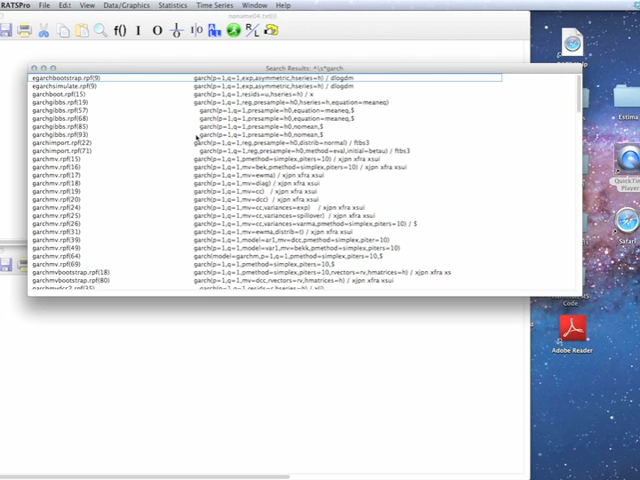 RATSPro File Edit View Data/Graphics Statistics Time Series Window Help
noname04.txt(i)
f() I O I/O R/L
Search Results: ^\s*garch
egarchbootstrap.rpf(9) garch(p=1,q=1,exp,asymmetric,hseries=h) / dlogdm
egarchsimulate.rpf(9) garch(p=1,q=1,exp,asymmetric,hseries=h) / dlogdm
garchboot.rpf(15) garch(p=1,q=1,resids=u,hseries=h) / x
garchgibbs.rpf(19) garch(p=1,q=1,reg,presample=h0,hseries=h,equation=meaneq)
garchgibbs.rpf(57) garch(p=1,q=1,presample=h0,equation=meaneq,$
garchgibbs.rpf(68) garch(p=1,q=1,presample=h0,equation=meaneq,$
garchgibbs.rpf(85) garch(p=1,q=1,presample=h0,nomean,$
garchgibbs.rpf(93) garch(p=1,q=1,presample=h0,nomean,$
garchimport.rpf(22) garch(p=1,q=1,reg,presample=h0,distrib=normal) / ftbs3
garchimport.rpf(71) garch(p=1,q=1,reg,presample=h0,method=eval,initial=betau) / ftbs3
garchmv.rpf(15) garch(p=1,q=1,pmethod=simplex,piters=10) / xjpn xfra xsui
garchmv.rpf(16) garch(p=1,q=1,mv=bek,pmethod=simplex,piters=10) / xjpn xfra xsui
garchmv.rpf(17) garch(p=1,q=1,mv=ewma) / xjpn xfra xsui
garchmv.rpf(18) garch(p=1,q=1,mv=diag) / xjpn xfra xsui
garchmv.rpf(19) garch(p=1,q=1,mv=cc) / xjpn xfra xsui
garchmv.rpf(20) garch(p=1,q=1,mv=dcc) / xjpn xfra xsui
garchmv.rpf(24) garch(p=1,q=1,mv=cc,variances=exp) / xjpn xfra xsui
garchmv.rpf(25) garch(p=1,q=1,mv=cc,variances=spillover) / xjpn xfra xsui
garchmv.rpf(26) garch(p=1,q=1,mv=cc,variances=varma,pmethod=simplex,piters=10) / $
garchmv.rpf(31) garch(p=1,q=1,mv=ewma,distrib=t) / xjpn xfra xsui
garchmv.rpf(39) garch(p=1,q=1,model=ar1,mv=dcc,pmethod=simplex,piter=10)
garchmv.rpf(49) garch(p=1,q=1,model=var1,mv=bekk,pmethod=simplex,piters=10)
garchmv.rpf(64) garch(model=garchm,p=1,q=1,pmethod=simplex,piters=10,$
garchmv.rpf(69) garch(p=1,q=1,pmethod=simplex,piters=10,$
garchmvbootstrap.rpf(18) garch(p=1,q=1,pmethod=simplex,piters=10,rvectors=rv,hmatrices=h) / xjpn xfra xs
garchmvbootstrap.rpf(80) garch(p=1,q=1,mv=dcc,rvectors=rv,hmatrices=h) / xjpn xfra xsui
Estima
QuickTime
Player
Safari
Code
Adobe Reader